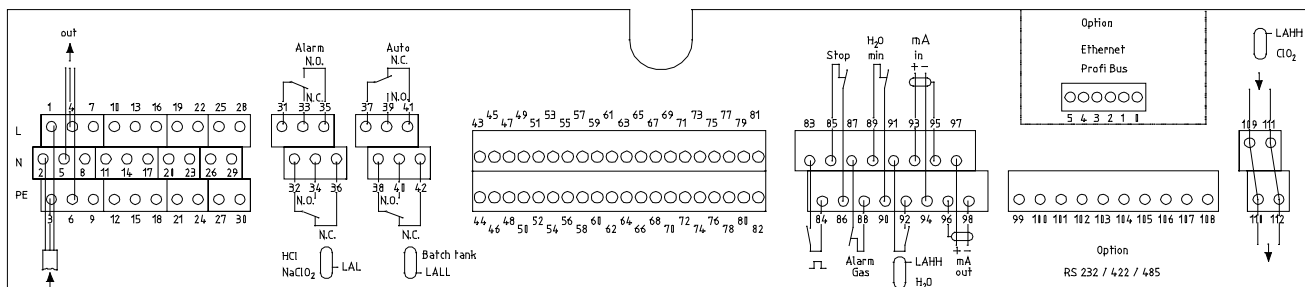 out
Alarm
N.O.
N.C.
Auto
N.C.
N.O.
Stop
H₂O
min
mA
in
+ −
Option
Ethernet
Profi Bus
5 4 3 2 1 0
LAHH
ClO₂
L
1 4 7 10 13 16 19 22 25 28
31 33 35
37 39 41
43 45 47 49 51 53 55 57 59 61 63 65 67 69 71 73 75 77 79 81
83 85 87 89 91 93 95 97
109 111
N
2 5 8 11 14 17 20 23 26 29
PE
3 6 9 12 15 18 21 24 27 30
32 34 36
38 40 42
N.O.
N.C.
N.O.
N.C.
44 46 48 50 52 54 56 58 60 62 64 66 68 70 72 74 76 78 80 82
84 86 88 90 92 94 96 98
99 100 101 102 103 104 105 106 107 108
110 112
HCl
NaClO₂
LAL
Batch tank
LALL
Alarm
Gas
LAHH
H₂O
+ −
mA
out
Option
RS 232 / 422 / 485